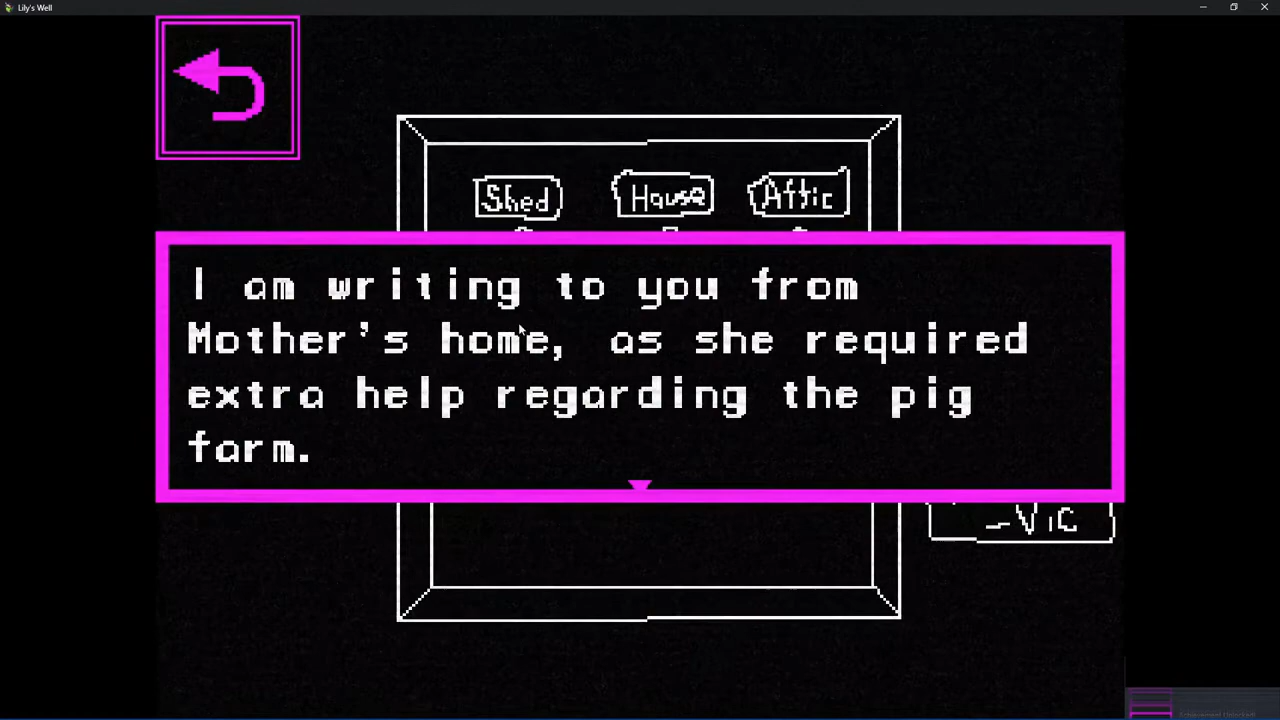 Lily's Well
Shed House Attic
I am writing to you from
Mother's home, as she required
extra help regarding the pig
farm.
-Vic